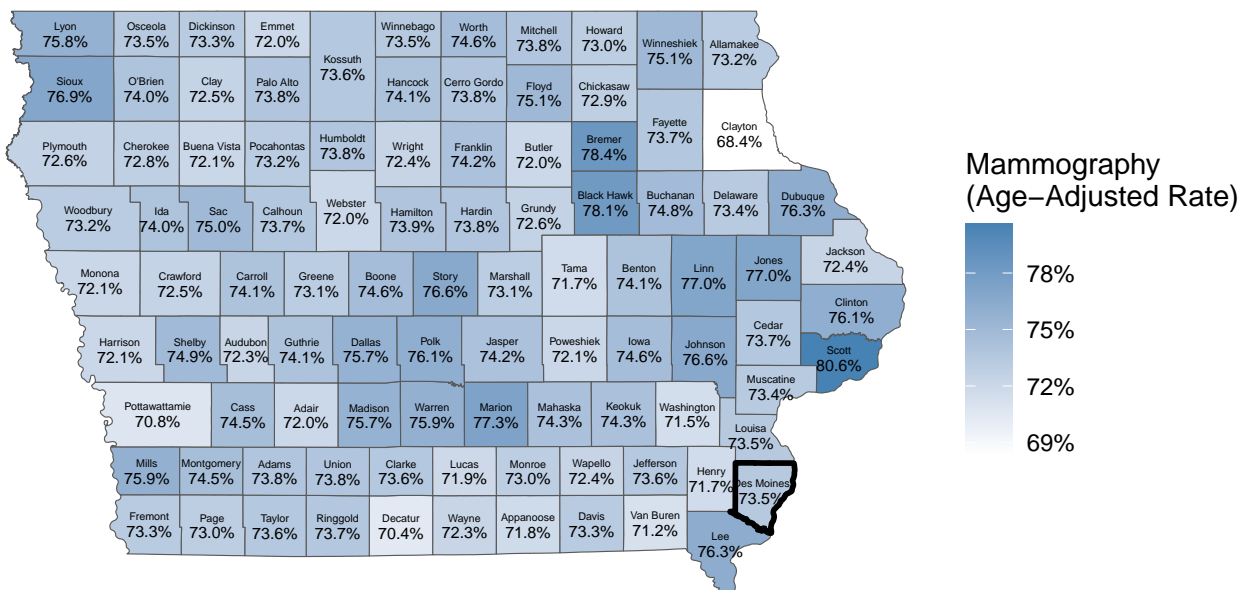 Lyon
75.8%
Osceola
73.5%
Dickinson
73.3%
Emmet
72.0%
Kossuth
73.6%
Winnebago
73.5%
Worth
74.6%
Mitchell
73.8%
Howard
73.0%
Winneshiek
75.1%
Allamakee
73.2%
Sioux
76.9%
O'Brien
74.0%
Clay
72.5%
Palo Alto
73.8%
Hancock
74.1%
Cerro Gordo
73.8%
Floyd
75.1%
Chickasaw
72.9%
Fayette
73.7%
Clayton
68.4%
Plymouth
72.6%
Cherokee
72.8%
Buena Vista
72.1%
Pocahontas
73.2%
Humboldt
73.8%
Wright
72.4%
Franklin
74.2%
Butler
72.0%
Bremer
78.4%
Woodbury
73.2%
Ida
74.0%
Sac
75.0%
Calhoun
73.7%
Webster
72.0%
Hamilton
73.9%
Hardin
73.8%
Grundy
72.6%
Black Hawk
78.1%
Buchanan
74.8%
Delaware
73.4%
Dubuque
76.3%
Monona
72.1%
Crawford
72.5%
Carroll
74.1%
Greene
73.1%
Boone
74.6%
Story
76.6%
Marshall
73.1%
Tama
71.7%
Benton
74.1%
Linn
77.0%
Jones
77.0%
Jackson
72.4%
Clinton
76.1%
Harrison
72.1%
Shelby
74.9%
Audubon
72.3%
Guthrie
74.1%
Dallas
75.7%
Polk
76.1%
Jasper
74.2%
Poweshiek
72.1%
Iowa
74.6%
Johnson
76.6%
Cedar
73.7%
Scott
80.6%
Muscatine
73.4%
Pottawattamie
70.8%
Cass
74.5%
Adair
72.0%
Madison
75.7%
Warren
75.9%
Marion
77.3%
Mahaska
74.3%
Keokuk
74.3%
Washington
71.5%
Louisa
73.5%
Mills
75.9%
Montgomery
74.5%
Adams
73.8%
Union
73.8%
Clarke
73.6%
Lucas
71.9%
Monroe
73.0%
Wapello
72.4%
Jefferson
73.6%
Henry
71.7%
Des Moines
73.5%
Fremont
73.3%
Page
73.0%
Taylor
73.6%
Ringgold
73.7%
Decatur
70.4%
Wayne
72.3%
Appanoose
71.8%
Davis
73.3%
Van Buren
71.2%
Lee
76.3%
Mammography
(Age−Adjusted Rate)
78%
75%
72%
69%